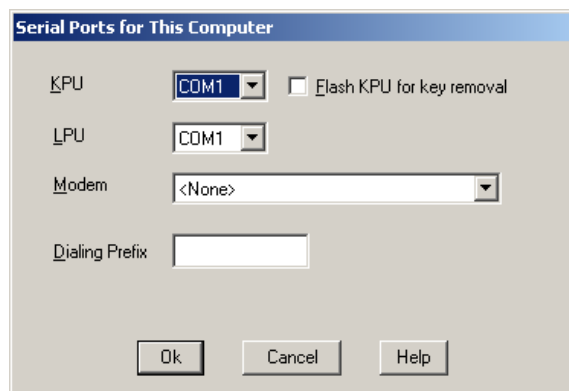 Serial Ports for This Computer
KPU COM1 Flash KPU for key removal
LPU COM1
Modem <None>
Dialing Prefix
Ok Cancel Help